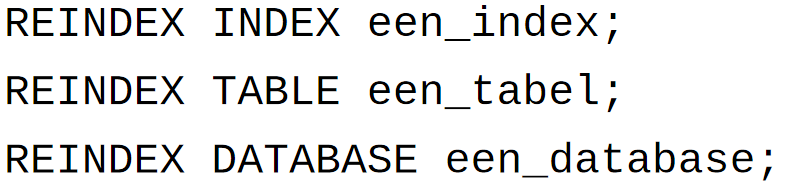 REINDEX INDEX een_index;
REINDEX TABLE een_tabel;
REINDEX DATABASE een_database;